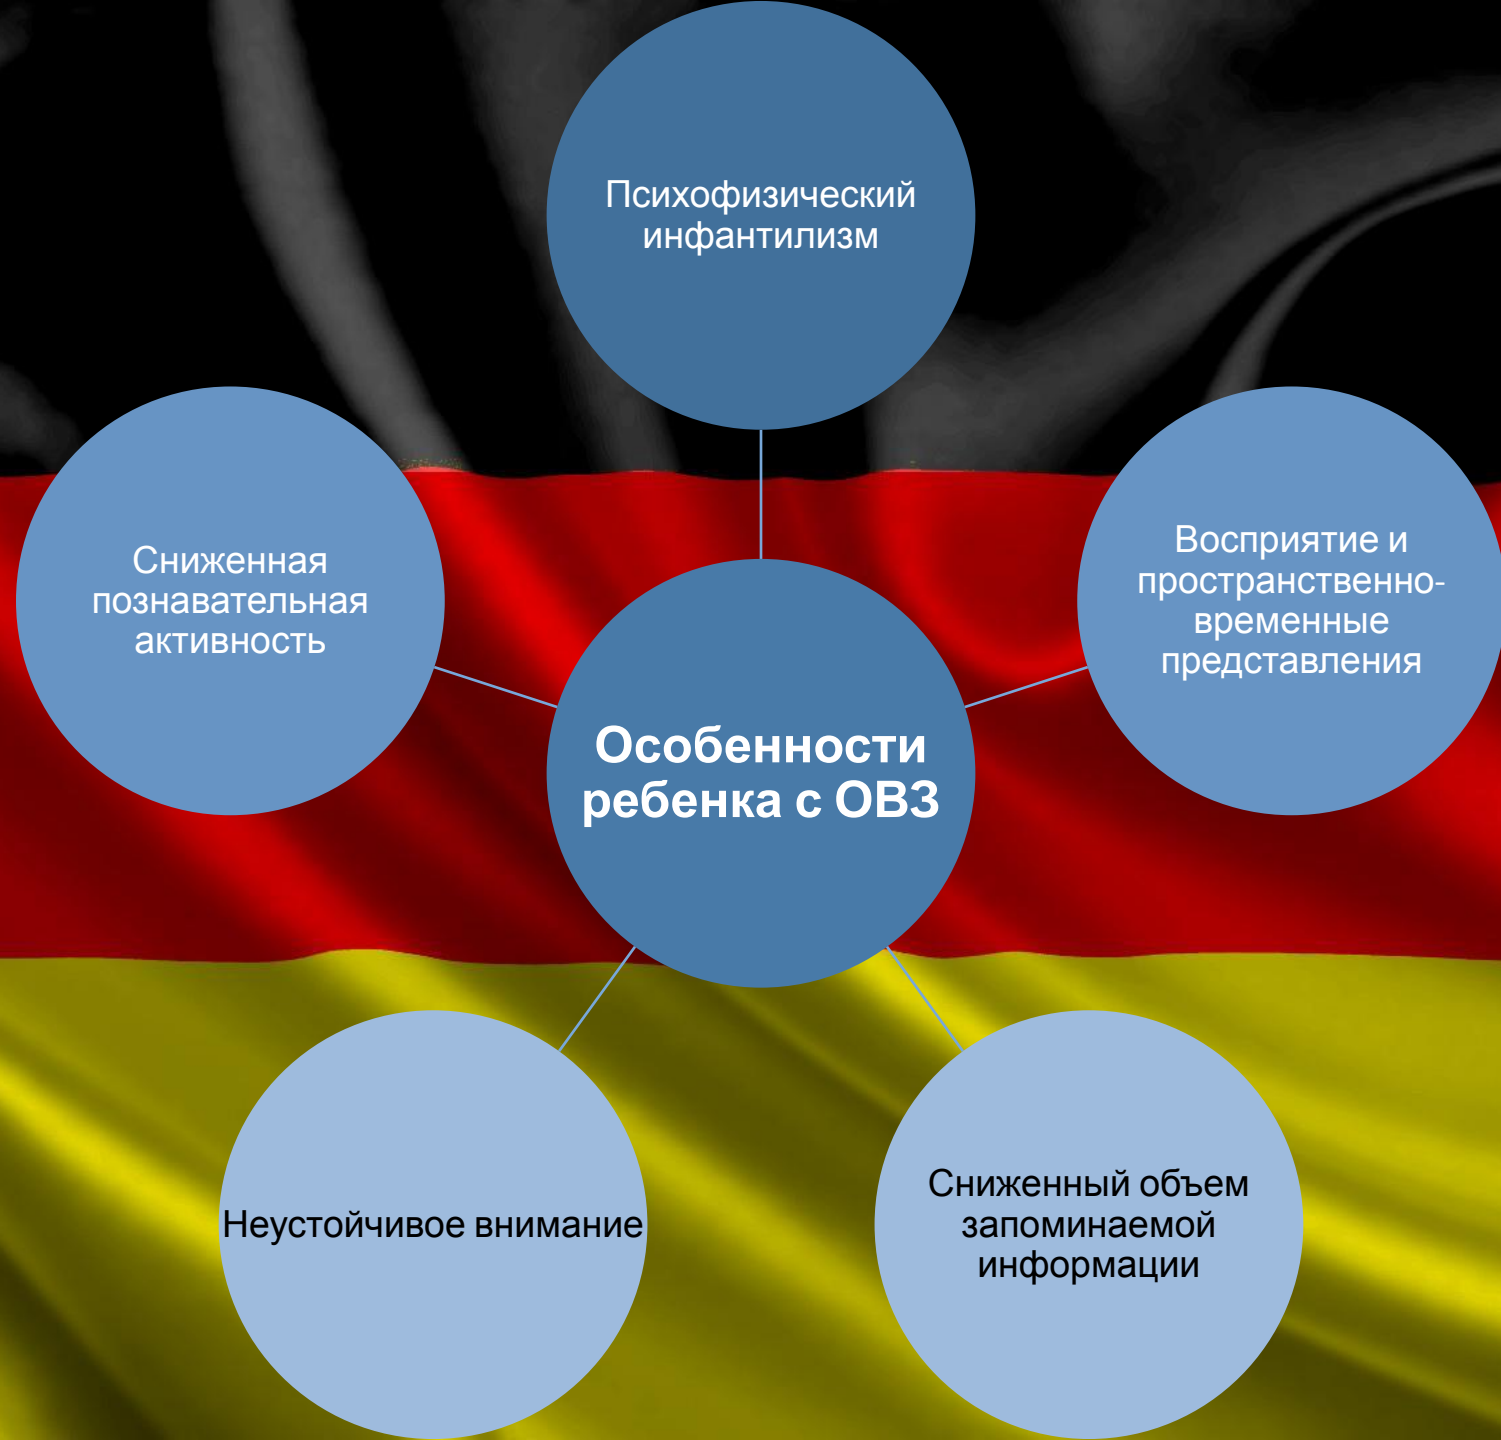 Психофизический
инфантилизм
Сниженная
познавательная
активность
Восприятие и
пространственно-
временные
представления
Особенности
ребенка с ОВЗ
Неустойчивое внимание
Сниженный объем
запоминаемой
информации